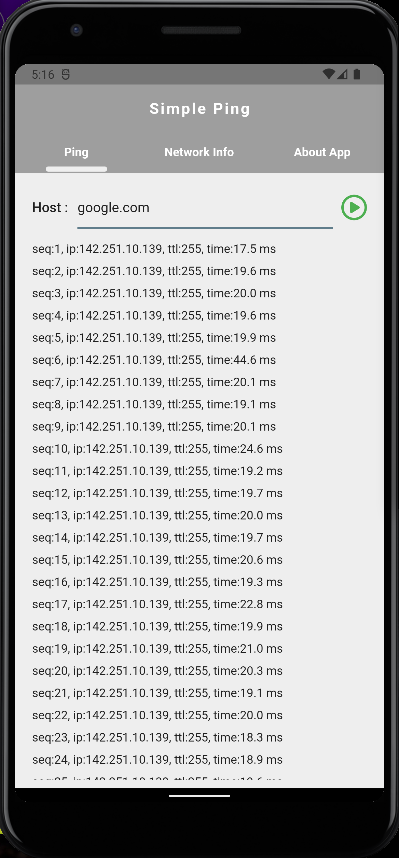 5:16
Simple Ping
Ping Network Info About App
Host : google.com
seq:1, ip:142.251.10.139, ttl:255, time:17.5 ms
seq:2, ip:142.251.10.139, ttl:255, time:19.6 ms
seq:3, ip:142.251.10.139, ttl:255, time:20.0 ms
seq:4, ip:142.251.10.139, ttl:255, time:19.6 ms
seq:5, ip:142.251.10.139, ttl:255, time:19.9 ms
seq:6, ip:142.251.10.139, ttl:255, time:44.6 ms
seq:7, ip:142.251.10.139, ttl:255, time:20.1 ms
seq:8, ip:142.251.10.139, ttl:255, time:19.1 ms
seq:9, ip:142.251.10.139, ttl:255, time:20.1 ms
seq:10, ip:142.251.10.139, ttl:255, time:24.6 ms
seq:11, ip:142.251.10.139, ttl:255, time:19.2 ms
seq:12, ip:142.251.10.139, ttl:255, time:19.7 ms
seq:13, ip:142.251.10.139, ttl:255, time:20.0 ms
seq:14, ip:142.251.10.139, ttl:255, time:19.7 ms
seq:15, ip:142.251.10.139, ttl:255, time:20.6 ms
seq:16, ip:142.251.10.139, ttl:255, time:19.3 ms
seq:17, ip:142.251.10.139, ttl:255, time:22.8 ms
seq:18, ip:142.251.10.139, ttl:255, time:19.9 ms
seq:19, ip:142.251.10.139, ttl:255, time:21.0 ms
seq:20, ip:142.251.10.139, ttl:255, time:20.3 ms
seq:21, ip:142.251.10.139, ttl:255, time:19.1 ms
seq:22, ip:142.251.10.139, ttl:255, time:20.0 ms
seq:23, ip:142.251.10.139, ttl:255, time:18.3 ms
seq:24, ip:142.251.10.139, ttl:255, time:18.9 ms